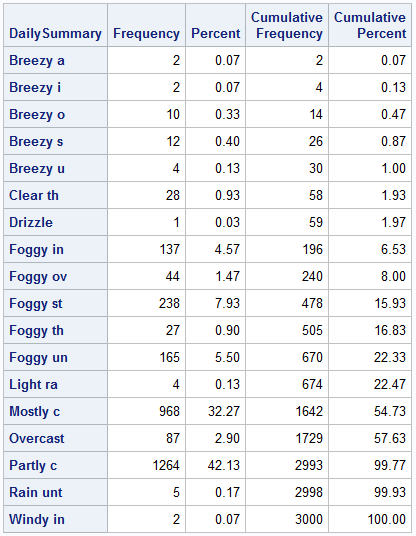 DailySummary Frequency Percent Cumulative Frequency Cumulative Percent
Breezy a 2 0.07 2 0.07
Breezy i 2 0.07 4 0.13
Breezy o 10 0.33 14 0.47
Breezy s 12 0.40 26 0.87
Breezy u 4 0.13 30 1.00
Clear th 28 0.93 58 1.93
Drizzle 1 0.03 59 1.97
Foggy in 137 4.57 196 6.53
Foggy ov 44 1.47 240 8.00
Foggy st 238 7.93 478 15.93
Foggy th 27 0.90 505 16.83
Foggy un 165 5.50 670 22.33
Light ra 4 0.13 674 22.47
Mostly c 968 32.27 1642 54.73
Overcast 87 2.90 1729 57.63
Partly c 1264 42.13 2993 99.77
Rain unt 5 0.17 2998 99.93
Windy in 2 0.07 3000 100.00